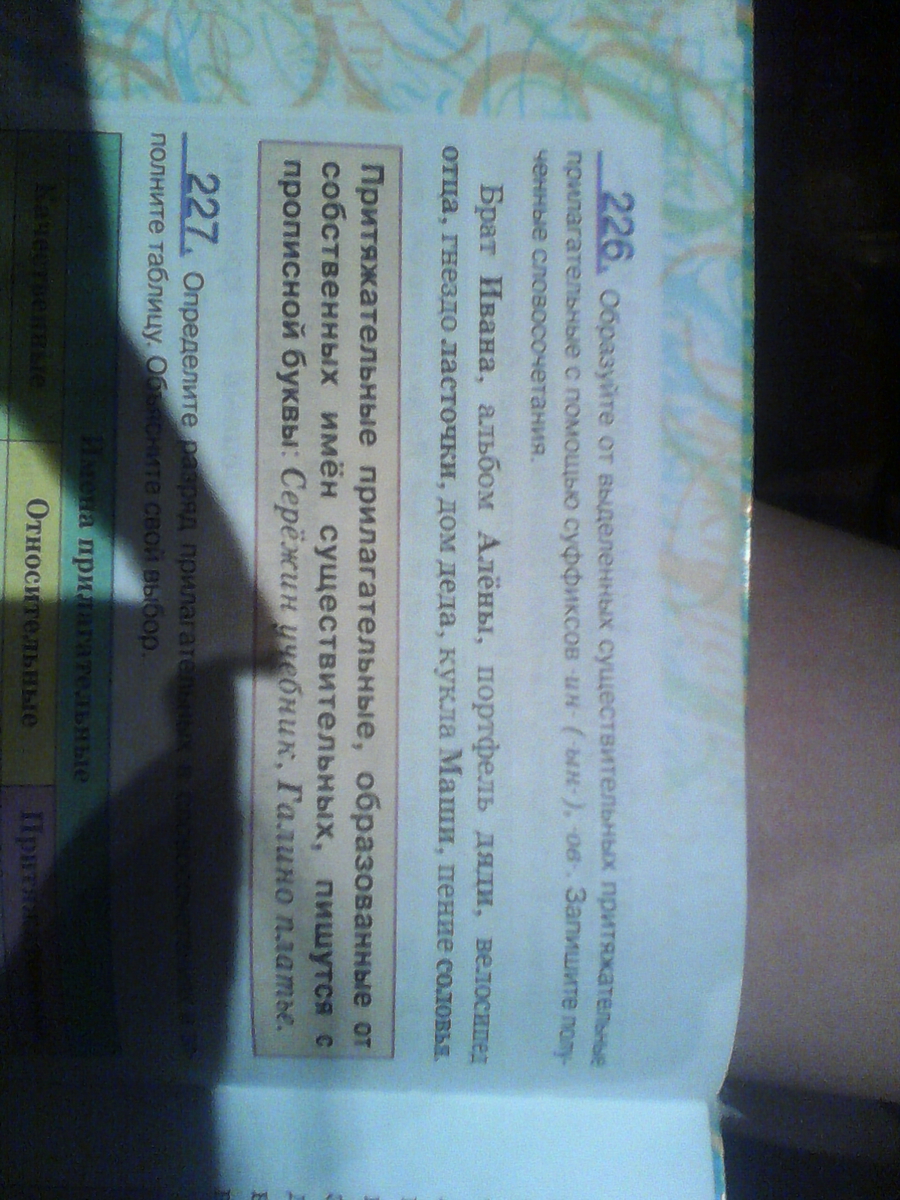 226. Образуйте от выделенных существительных притяжательные
прилагательные с помощью суффиксов -ин- (-ын-), -ов-. Запишите полу-
ченные словосочетания.
Брат Ивана, альбом Алёны, портфель дяди, велосипед
отца, гнездо ласточки, дом деда, кукла Маши, пение соловья.
Притяжательные прилагательные, образованные от
собственных имён существительных, пишутся с
прописной буквы: Серёжин учебник, Галино платье.
227. Определите разряд прилагательных в
полните таблицу. Объясните свой выбор.
Имена прилагательные
Качественные Относительные